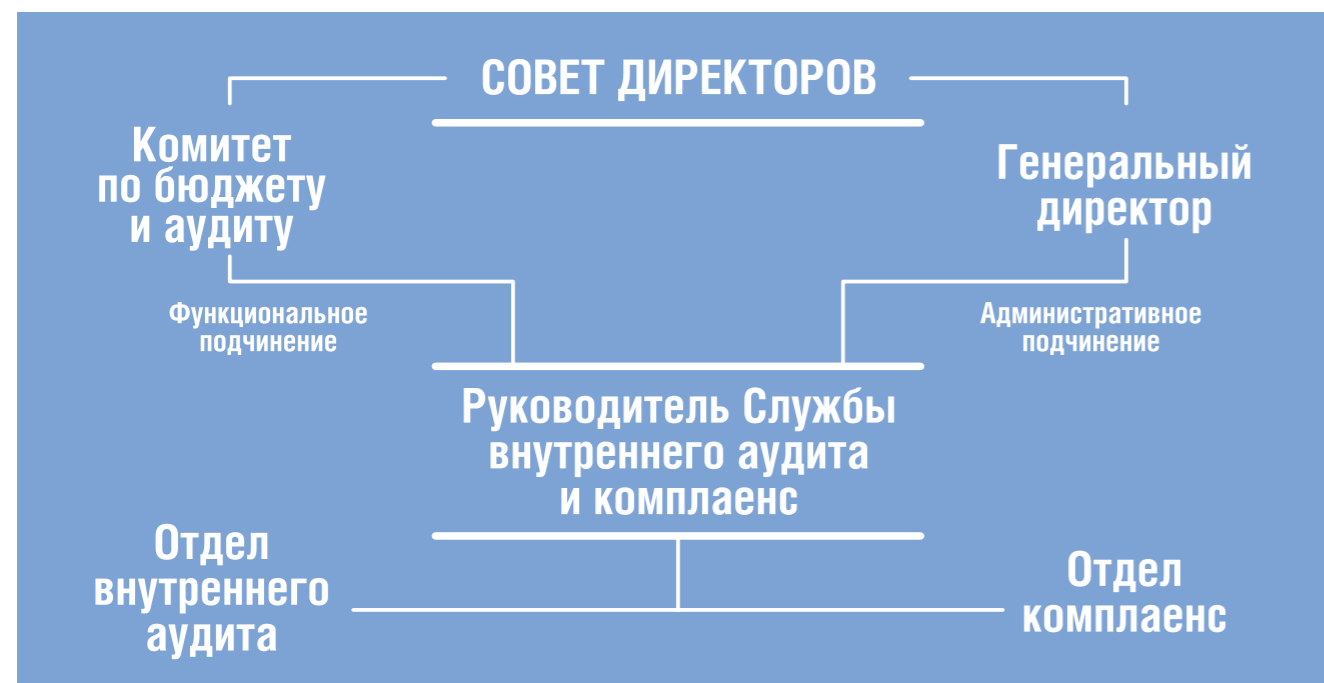 СОВЕТ ДИРЕКТОРОВ
Комитет
по бюджету
и аудиту
Генеральный
директор
Функциональное
подчинение
Административное
подчинение
Руководитель Службы
внутреннего аудита
и комплаенс
Отдел
внутреннего
аудита
Отдел
комплаенс